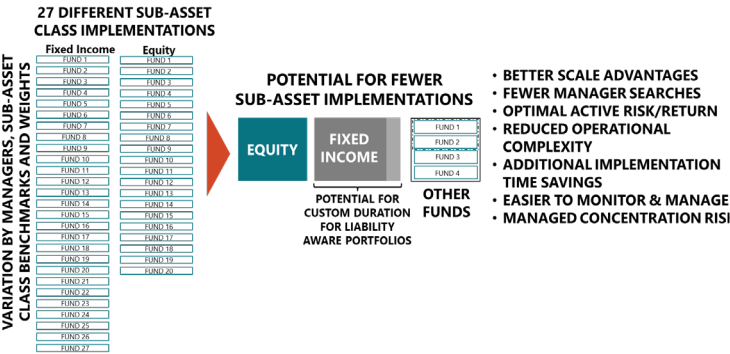 27 DIFFERENT SUB-ASSET
CLASS IMPLEMENTATIONS
VARIATION BY MANAGERS, SUB-ASSET
CLASS BENCHMARKS AND WEIGHTS
Fixed Income
FUND 1
FUND 2
FUND 3
FUND 4
FUND 5
FUND 6
FUND 7
FUND 8
FUND 9
FUND 10
FUND 11
FUND 12
FUND 13
FUND 14
FUND 15
FUND 16
FUND 17
FUND 18
FUND 19
FUND 20
FUND 21
FUND 22
FUND 23
FUND 24
FUND 25
FUND 26
FUND 27
Equity
FUND 1
FUND 2
FUND 3
FUND 4
FUND 5
FUND 6
FUND 7
FUND 8
FUND 9
FUND 10
FUND 11
FUND 12
FUND 13
FUND 14
FUND 15
FUND 16
FUND 17
FUND 18
FUND 19
FUND 20
POTENTIAL FOR FEWER
SUB-ASSET IMPLEMENTATIONS
EQUITY
FIXED
INCOME
FUND 1
FUND 2
FUND 3
FUND 4
OTHER
FUNDS
POTENTIAL FOR
CUSTOM DURATION
FOR LIABILITY
AWARE PORTFOLIOS
• BETTER SCALE ADVANTAGES
• FEWER MANAGER SEARCHES
• OPTIMAL ACTIVE RISK/RETURN
• REDUCED OPERATIONAL
COMPLEXITY
• ADDITIONAL IMPLEMENTATION
TIME SAVINGS
• EASIER TO MONITOR & MANAGE
• MANAGED CONCENTRATION RIS